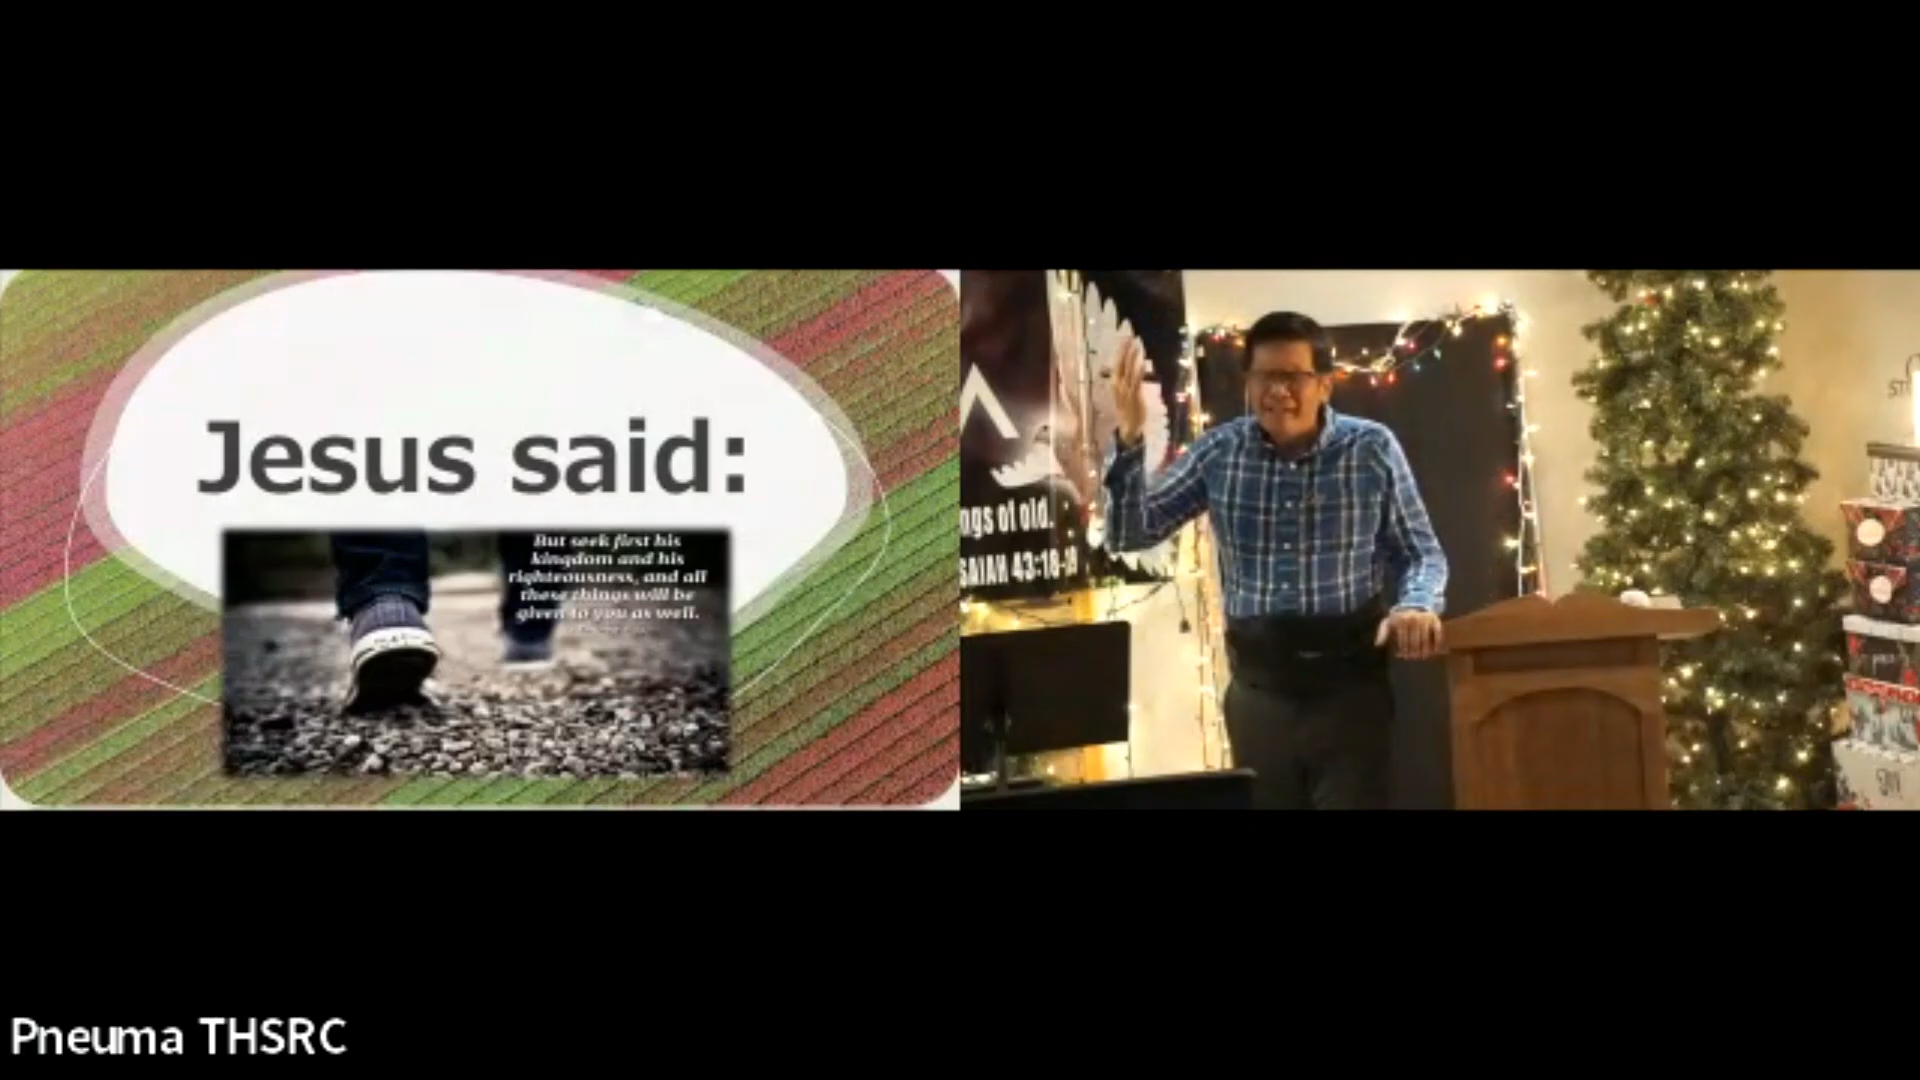 Jesus said:
But seek first his
kingdom and his
righteousness, and all
these things will be
given to you as well.
ngs of old.
SAIAH 43:18-19
Pneuma THSRC